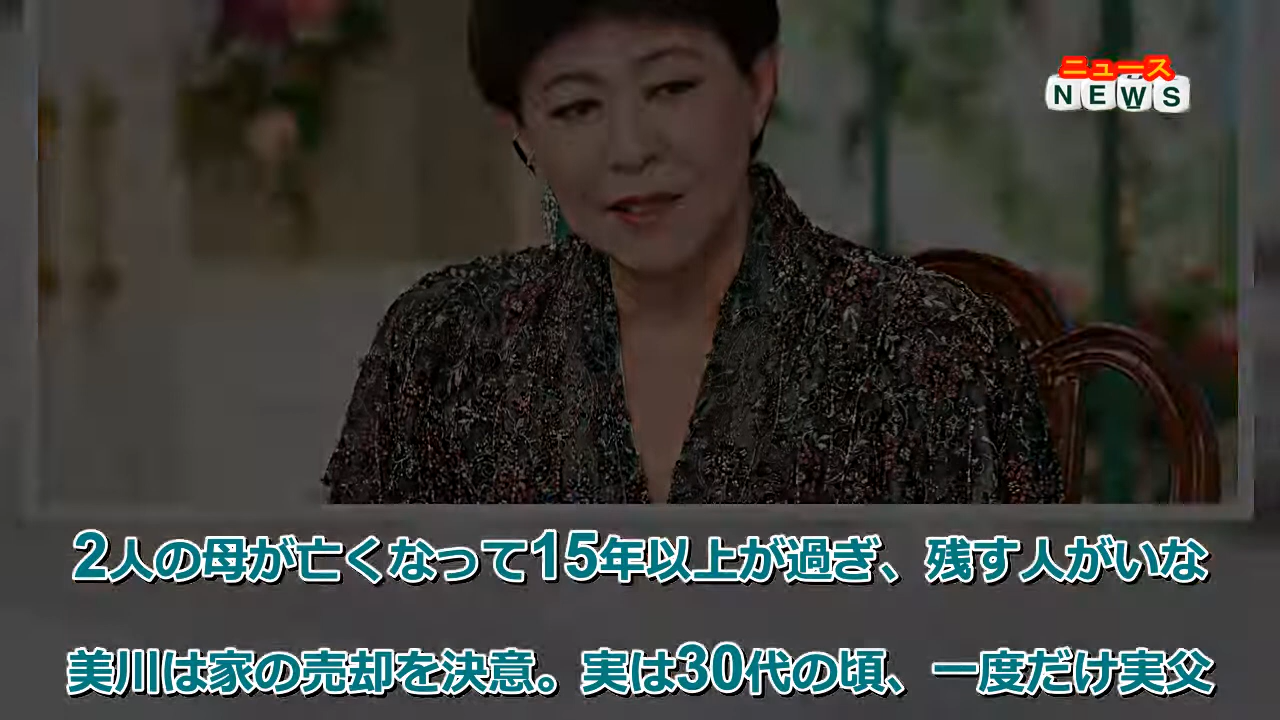 ニュース
NEWS
2人の母が亡くなって15年以上が過ぎ、残す人がいな
美川は家の売却を決意。実は30代の頃、一度だけ実父